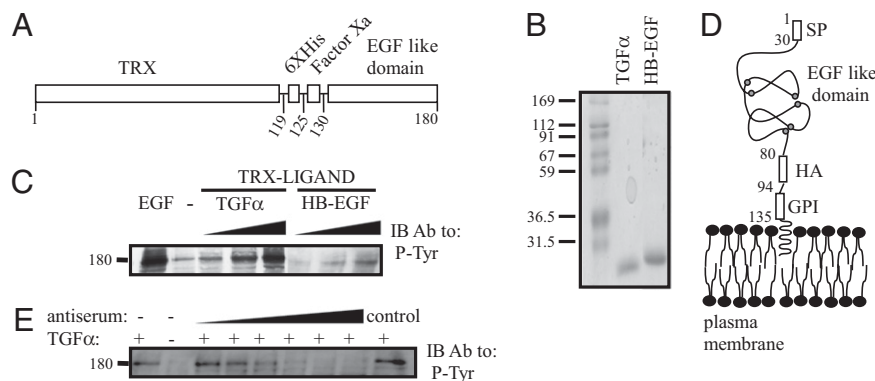 A
TRX
6XHis
Factor Xa
EGF like
domain
1
119
125
130
180
B
TGFα
HB-EGF
169
112
91
67
59
36.5
31.5
C
TRX-LIGAND
EGF - TGFα HB-EGF
IB Ab to:
P-Tyr
180
D
1
30
SP
EGF like
domain
80
HA
94
GPI
135
plasma
membrane
E
antiserum: - - control
TGFα: + - + + + + + + +
180
IB Ab to:
P-Tyr